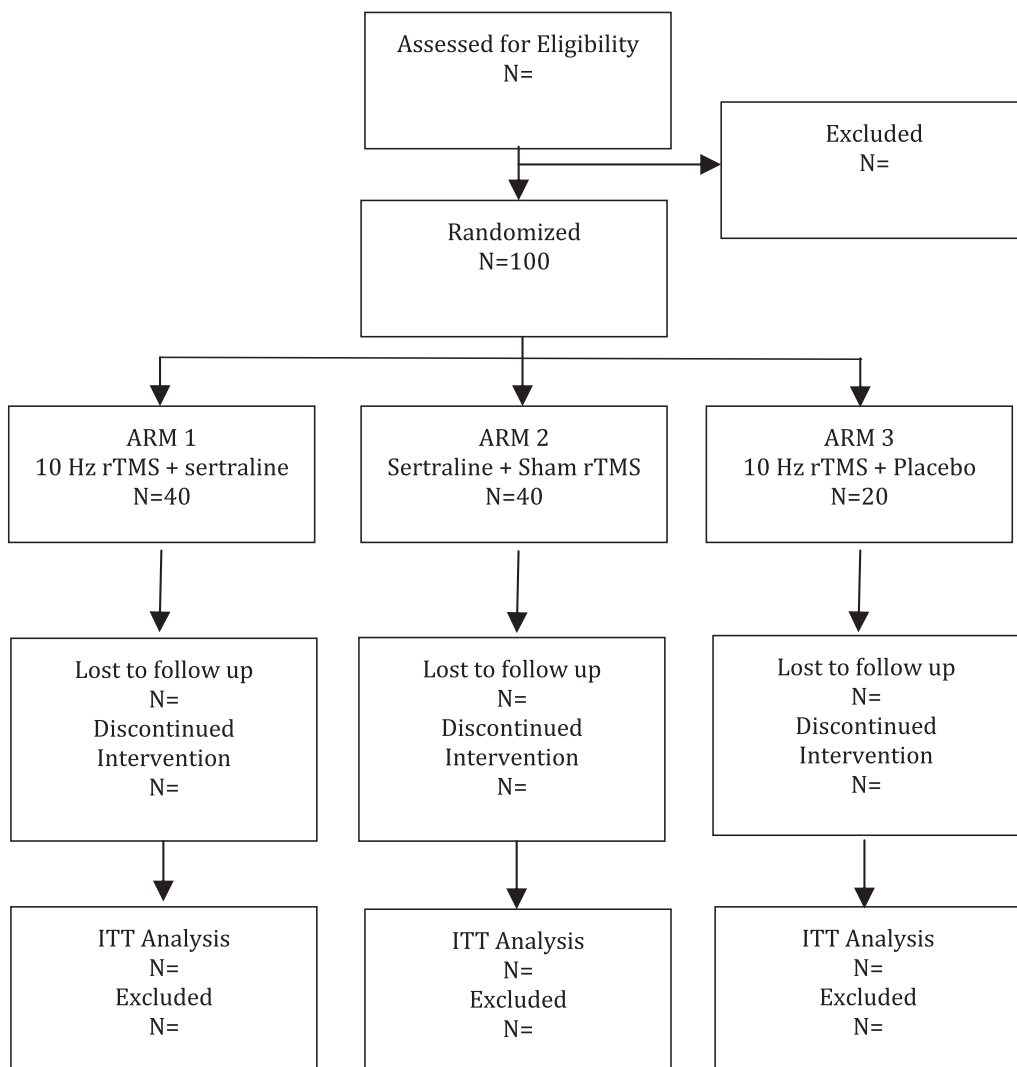 Assessed for Eligibility
N=
Excluded
N=
Randomized
N=100
ARM 1
10 Hz rTMS + sertraline
N=40
ARM 2
Sertraline + Sham rTMS
N=40
ARM 3
10 Hz rTMS + Placebo
N=20
Lost to follow up
N=
Discontinued
Intervention
N=
Lost to follow up
N=
Discontinued
Intervention
N=
Lost to follow up
N=
Discontinued
Intervention
N=
ITT Analysis
N=
Excluded
N=
ITT Analysis
N=
Excluded
N=
ITT Analysis
N=
Excluded
N=